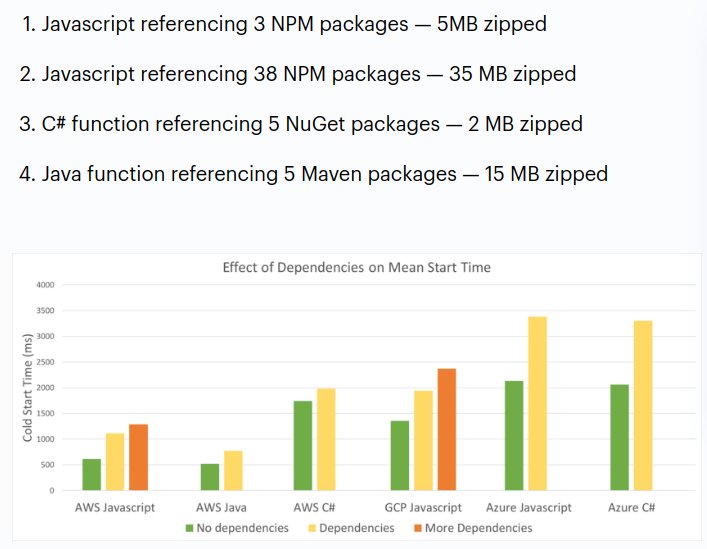 1. Javascript referencing 3 NPM packages — 5MB zipped
2. Javascript referencing 38 NPM packages — 35 MB zipped
3. C# function referencing 5 NuGet packages — 2 MB zipped
4. Java function referencing 5 Maven packages — 15 MB zipped
Effect of Dependencies on Mean Start Time
Cold Start Time (ms)
4000
3500
3000
2500
2000
1500
1000
500
0
AWS Javascript AWS Java AWS C# GCP Javascript Azure Javascript Azure C#
No dependencies Dependencies More Dependencies